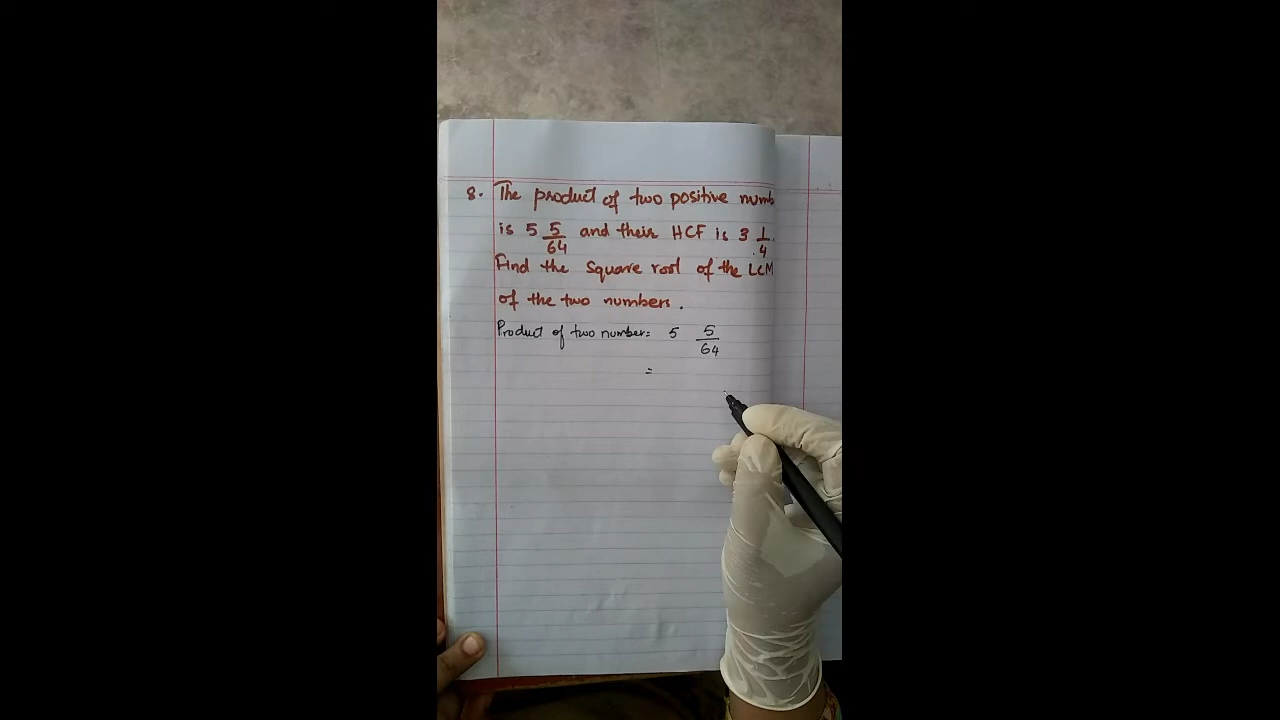 8. The product of two positive numb
is 5 5/64 and their HCF is 3 1/4.
Find the square root of the LCM
of the two numbers.
Product of two number = 5 5/64
=